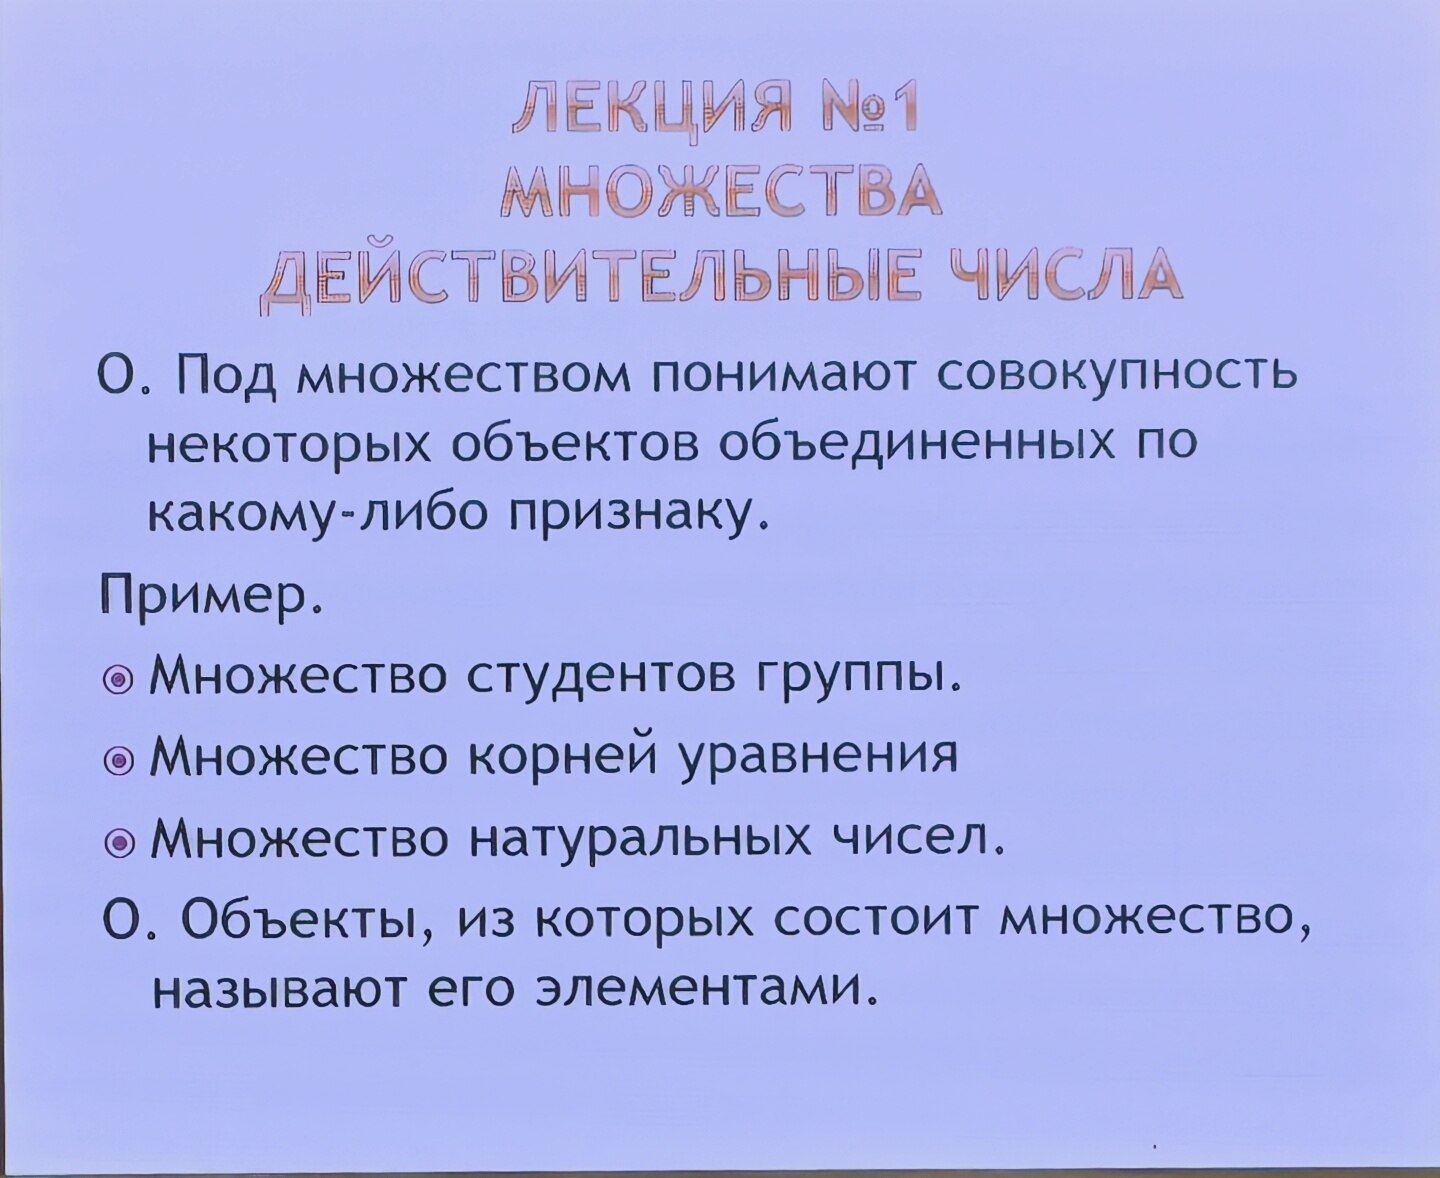 ЛЕКЦИЯ №1
МНОЖЕСТВА
ДЕЙСТВИТЕЛЬНЫЕ ЧИСЛА
О. Под множеством понимают совокупность
некоторых объектов объединенных по
какому-либо признаку.
Пример.
Множество студентов группы.
Множество корней уравнения
Множество натуральных чисел.
О. Объекты, из которых состоит множество,
называют его элементами.